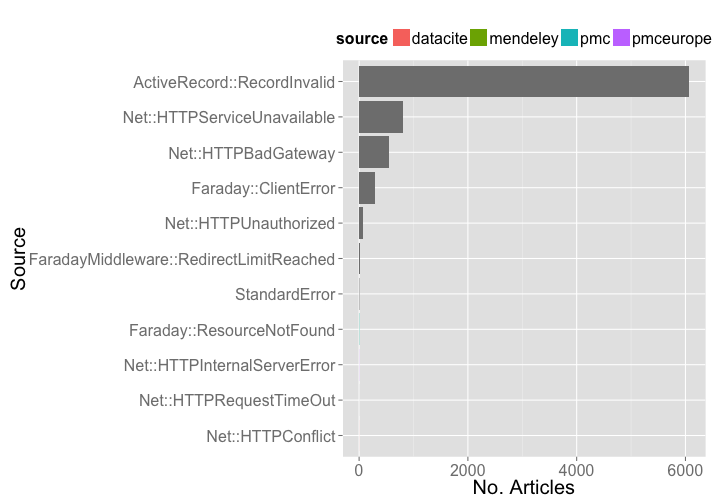 source datacite mendeley pmc pmceurope
ActiveRecord::RecordInvalid
Net::HTTPServiceUnavailable
Net::HTTPBadGateway
Faraday::ClientError
Net::HTTPUnauthorized
FaradayMiddleware::RedirectLimitReached
StandardError
Faraday::ResourceNotFound
Net::HTTPInternalServerError
Net::HTTPRequestTimeOut
Net::HTTPConflict
Source
0 2000 4000 6000
No. Articles